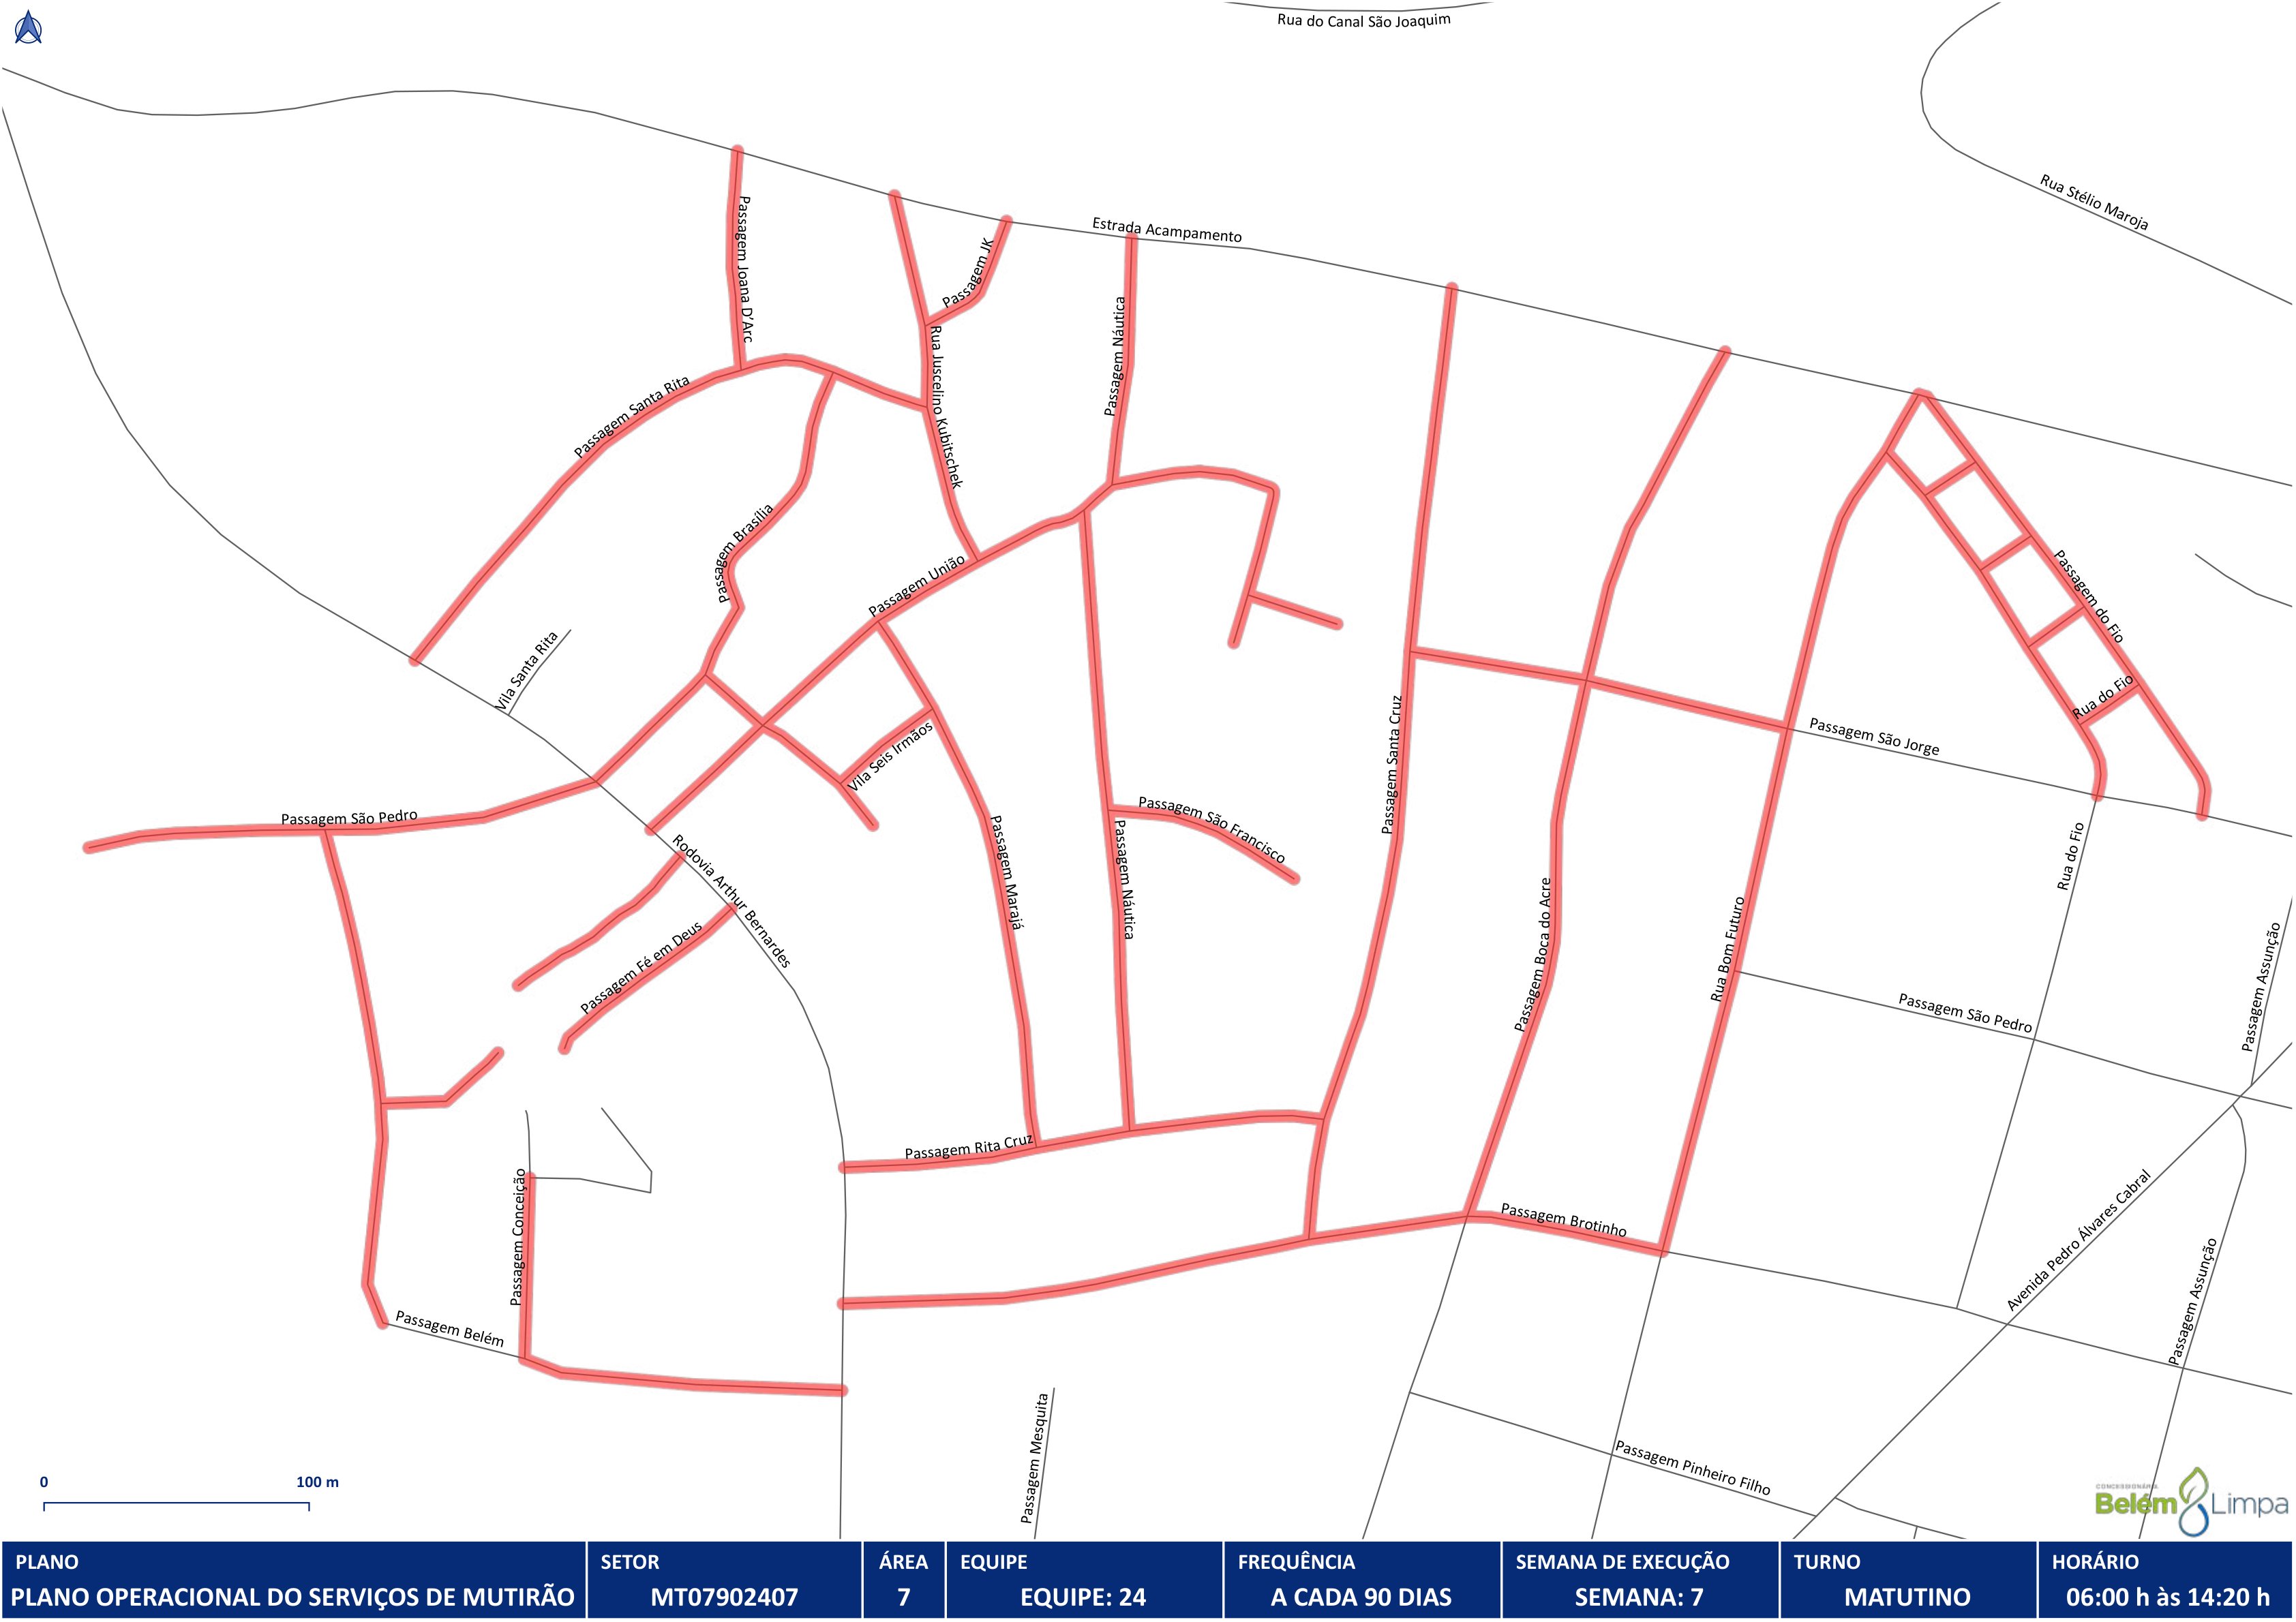 Rua do Canal São Joaquim
Rua Stélio Maroja
Estrada Acampamento
Passagem Joana D'Arc
Passagem JK
Passagem Náutica
Rua Juscelino Kubitschek
Passagem Santa Rita
Passagem Brasília
Passagem União
Passagem do Fio
Vila Santa Rita
Rua do Fio
Passagem Santa Cruz
Passagem São Jorge
Vila Seis Irmãos
Passagem São Pedro
Passagem São Francisco
Rodovia Arthur Bernardes
Passagem Marajá
Passagem Náutica
Rua do Fio
Passagem Boca do Acre
Rua Bom Futuro
Passagem Fé em Deus
Passagem Assunção
Passagem São Pedro
Passagem Rita Cruz
Passagem Conceição
Passagem Brotinho
Avenida Pedro Álvares Cabral
Passagem Assunção
Passagem Belém
Passagem Mesquita
Passagem Pinheiro Filho
0 100 m
CONCESSIONÁRIA
Belém Limpa
PLANO
PLANO OPERACIONAL DO SERVIÇOS DE MUTIRÃO
SETOR
MT07902407
ÁREA
7
EQUIPE
EQUIPE: 24
FREQUÊNCIA
A CADA 90 DIAS
SEMANA DE EXECUÇÃO
SEMANA: 7
TURNO
MATUTINO
HORÁRIO
06:00 h às 14:20 h